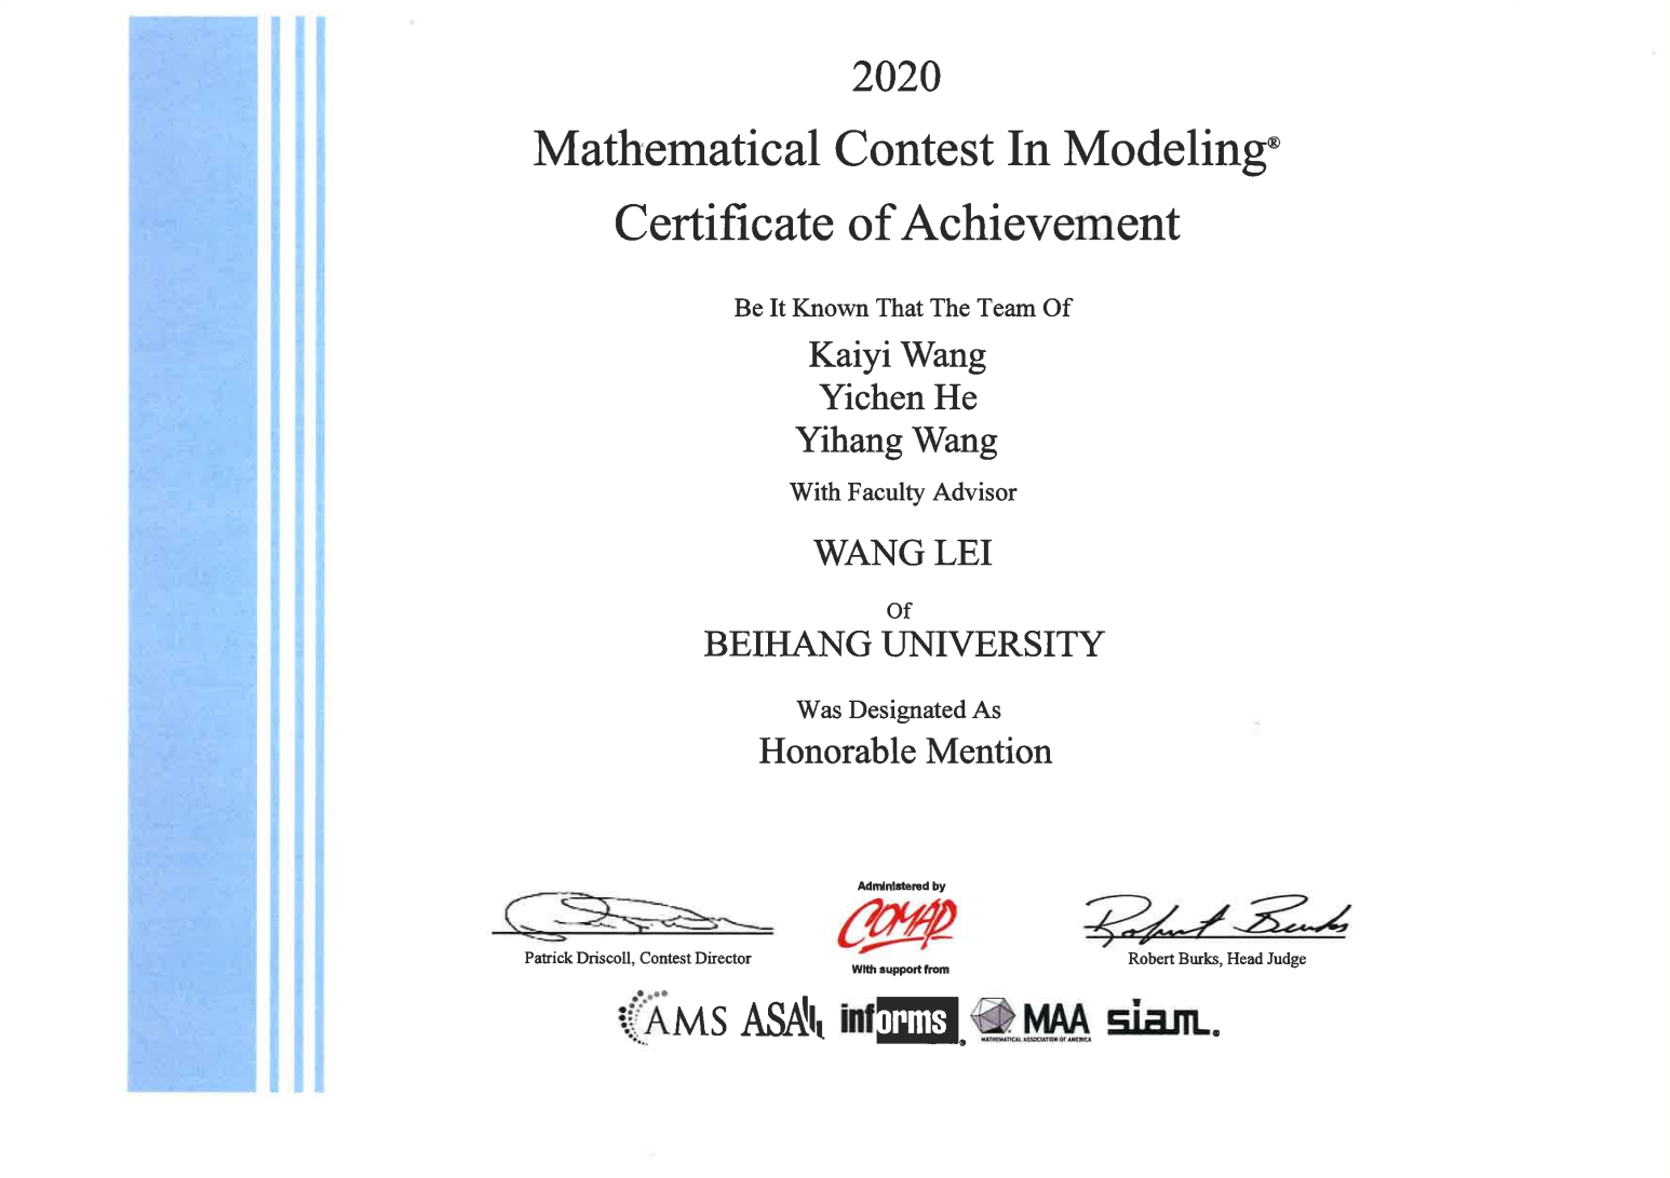 2020
Mathematical Contest In Modeling®
Certificate of Achievement
Be It Known That The Team Of
Kaiyi Wang
Yichen He
Yihang Wang
With Faculty Advisor
WANG LEI
Of
BEIHANG UNIVERSITY
Was Designated As
Honorable Mention
Administered by
COMAP
Robert Burks
Patrick Driscoll, Contest Director
With support from
Robert Burks, Head Judge
AMS ASA informs® MAA siam.
MATHEMATICAL ASSOCIATION OF AMERICA